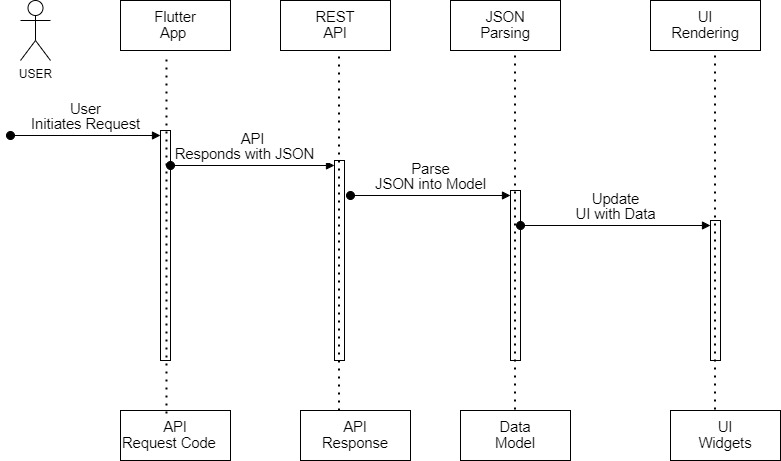 Flutter
App
REST
API
JSON
Parsing
UI
Rendering
USER
User
Initiates Request
API
Responds with JSON
Parse
JSON into Model
Update
UI with Data
API
Request Code
API
Response
Data
Model
UI
Widgets